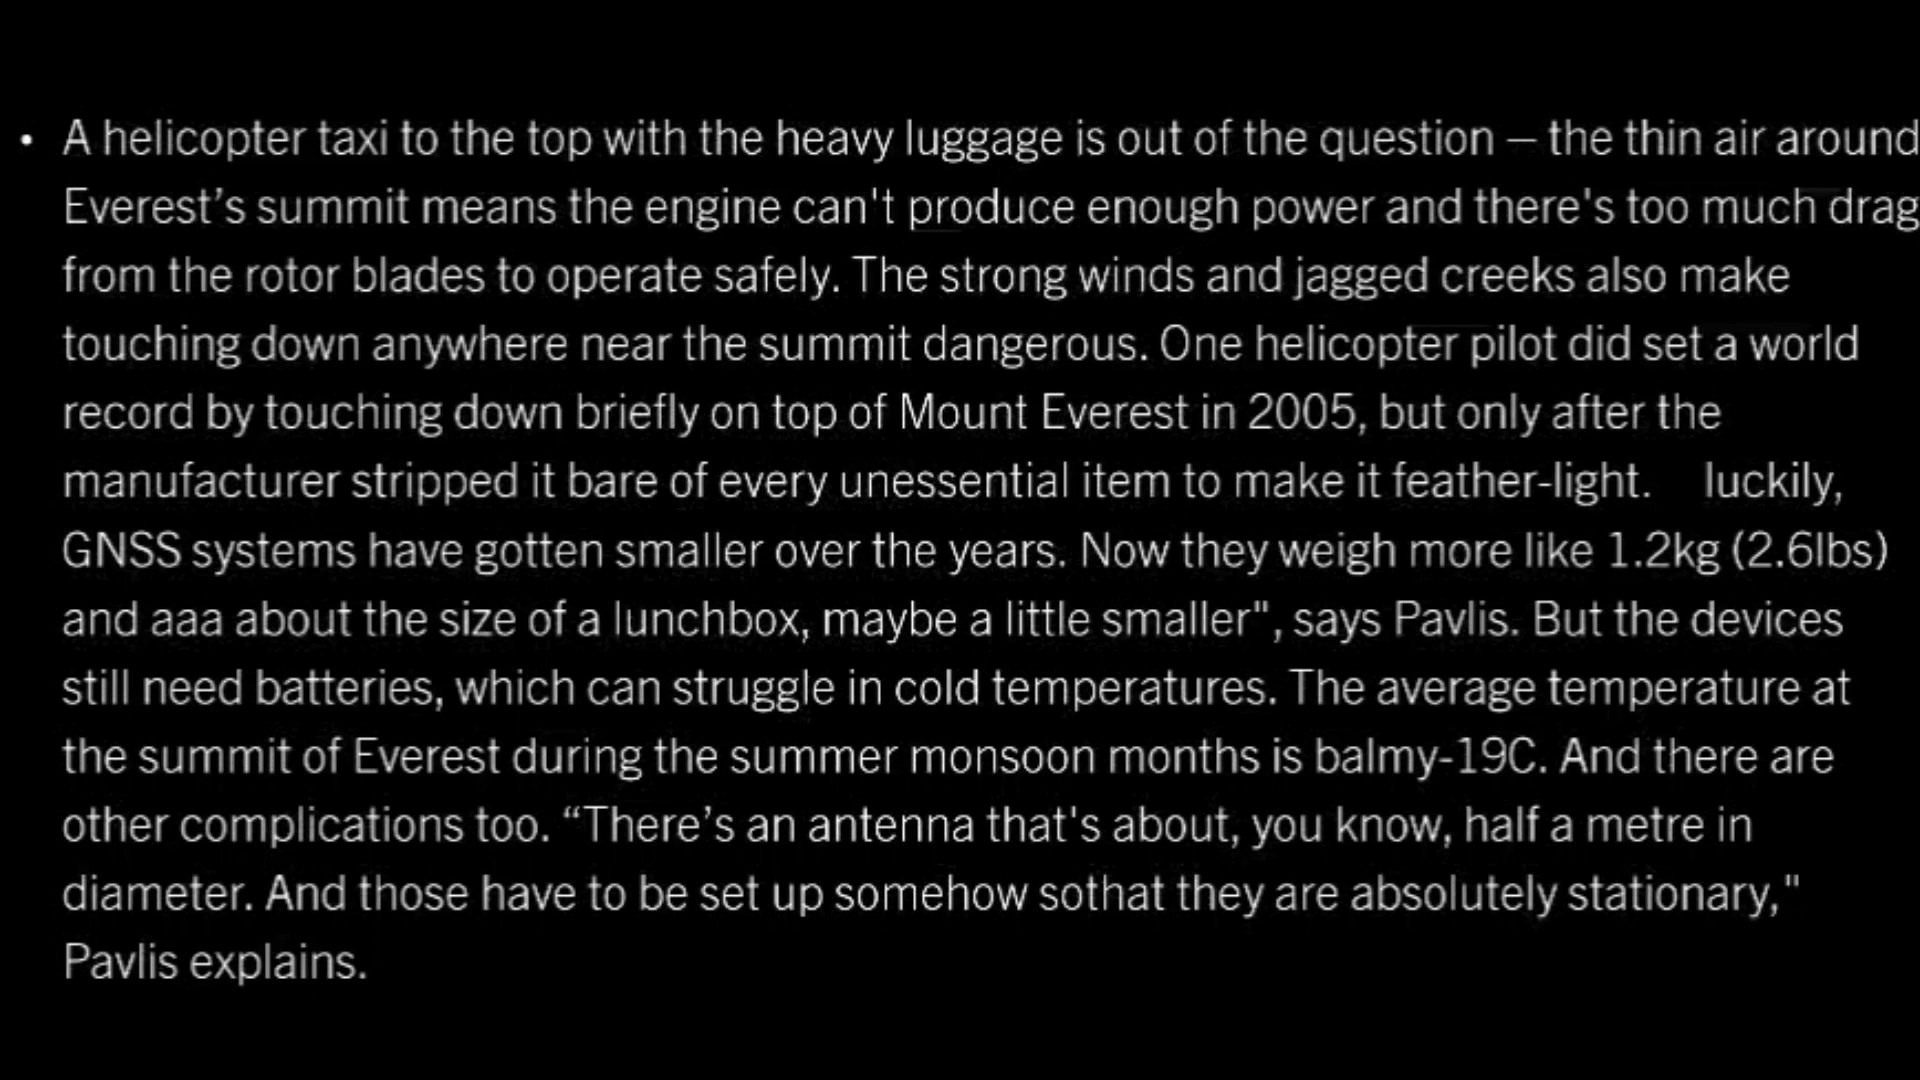 • A helicopter taxi to the top with the heavy luggage is out of the question – the thin air around
Everest’s summit means the engine can't produce enough power and there's too much drag
from the rotor blades to operate safely. The strong winds and jagged creeks also make
touching down anywhere near the summit dangerous. One helicopter pilot did set a world
record by touching down briefly on top of Mount Everest in 2005, but only after the
manufacturer stripped it bare of every unessential item to make it feather-light. luckily,
GNSS systems have gotten smaller over the years. Now they weigh more like 1.2kg (2.6lbs)
and aaa about the size of a lunchbox, maybe a little smaller", says Pavlis. But the devices
still need batteries, which can struggle in cold temperatures. The average temperature at
the summit of Everest during the summer monsoon months is balmy-19C. And there are
other complications too. “There’s an antenna that's about, you know, half a metre in
diameter. And those have to be set up somehow sothat they are absolutely stationary,"
Pavlis explains.